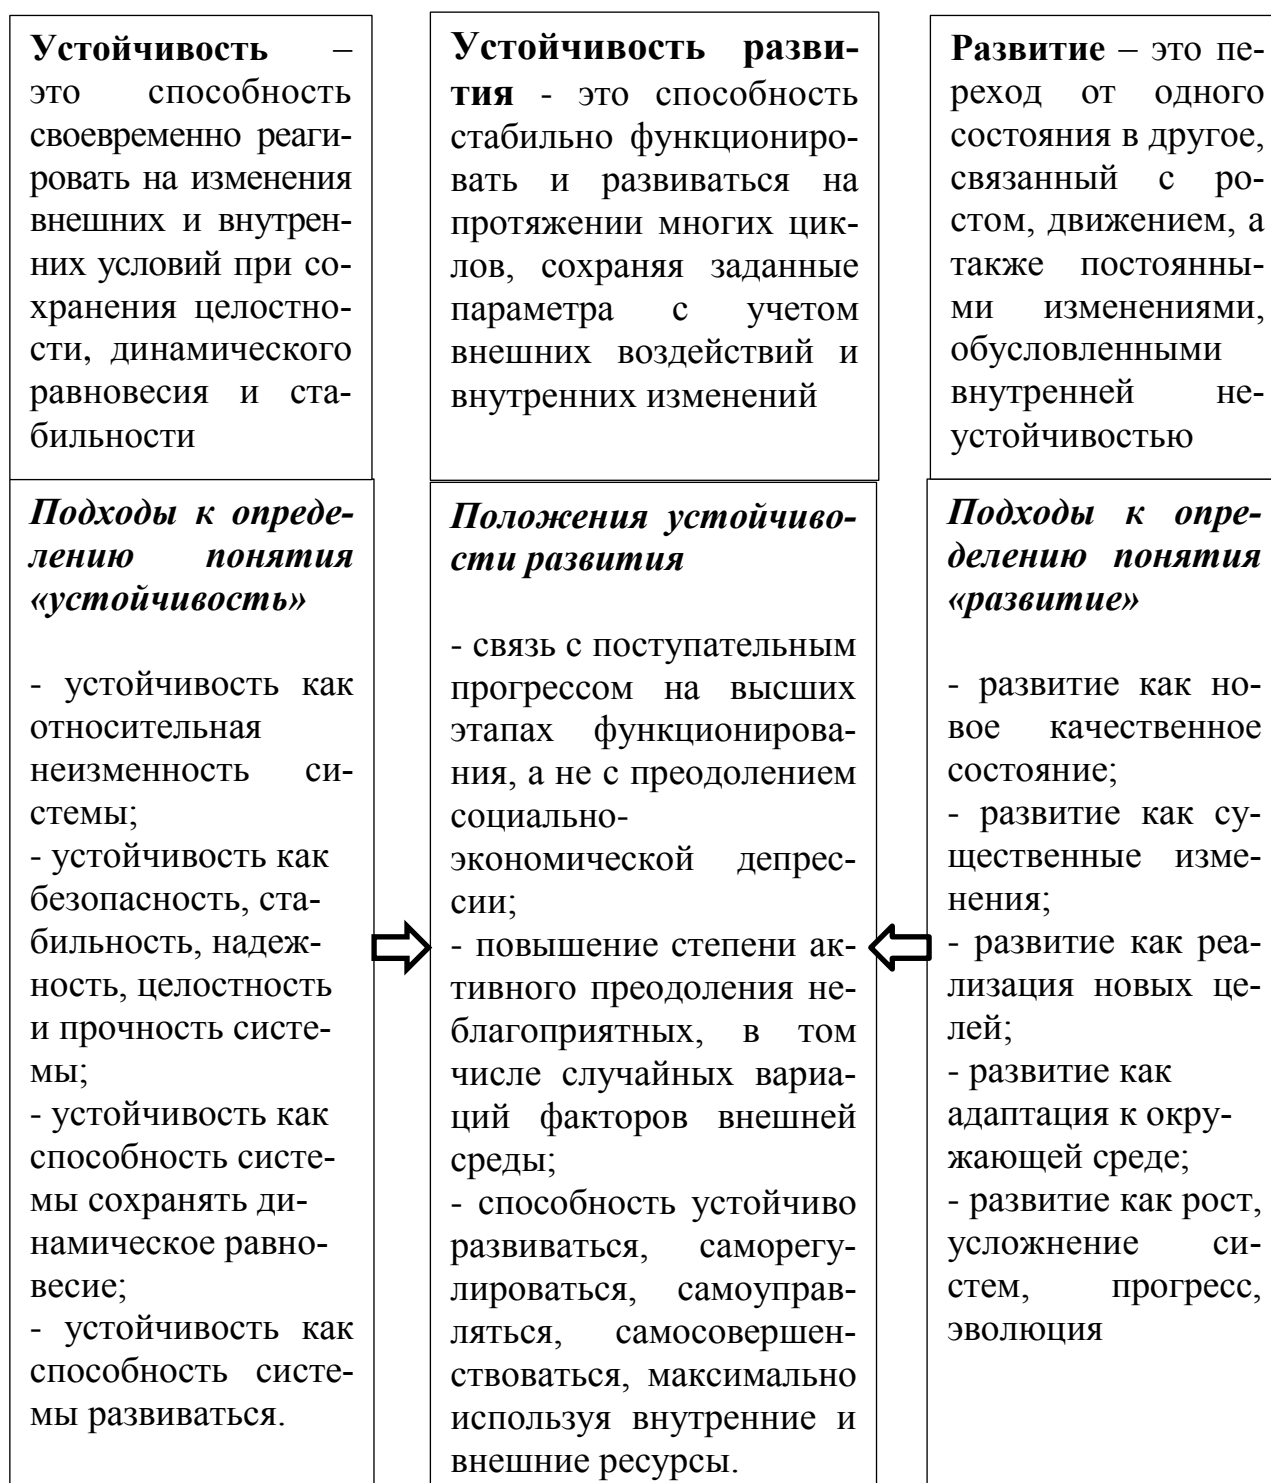 Устойчивость –
это способность
своевременно реаги-
ровать на изменения
внешних и внутрен-
них условий при со-
хранения целостно-
сти, динамического
равновесия и ста-
бильности
Подходы к опреде-
лению понятия
«устойчивость»
- устойчивость как
относительная
неизменность си-
стемы;
- устойчивость как
безопасность, ста-
бильность, надеж-
ность, целостность
и прочность систе-
мы;
- устойчивость как
способность систе-
мы сохранять ди-
намическое равно-
весие;
- устойчивость как
способность систе-
мы развиваться.
Устойчивость разви-
тия - это способность
стабильно функциониро-
вать и развиваться на
протяжении многих цик-
лов, сохраняя заданные
параметра с учетом
внешних воздействий и
внутренних изменений
Положения устойчиво-
сти развития
- связь с поступательным
прогрессом на высших
этапах функционирова-
ния, а не с преодолением
социально-
экономической депрес-
сии;
- повышение степени ак-
тивного преодоления не-
благоприятных, в том
числе случайных вариа-
ций факторов внешней
среды;
- способность устойчиво
развиваться, саморегу-
лироваться, самоуправ-
ляться, самосовершен-
ствоваться, максимально
используя внутренние и
внешние ресурсы.
Развитие – это пе-
реход от одного
состояния в другое,
связанный с ро-
стом, движением, а
также постоянны-
ми изменениями,
обусловленными
внутренней не-
устойчивостью
Подходы к опре-
делению понятия
«развитие»
- развитие как но-
вое качественное
состояние;
- развитие как су-
щественные изме-
нения;
- развитие как реа-
лизация новых це-
лей;
- развитие как
адаптация к окру-
жающей среде;
- развитие как рост,
усложнение си-
стем, прогресс,
эволюция